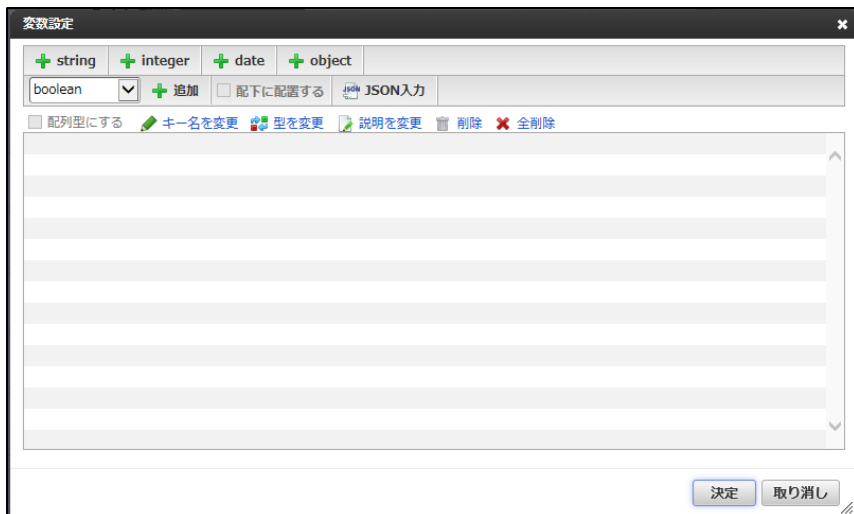 変数設定
string integer date object
boolean 追加 配下に配置する JSON入力
配列型にする キー名を変更 型を変更 説明を変更 削除 全削除
決定 取り消し